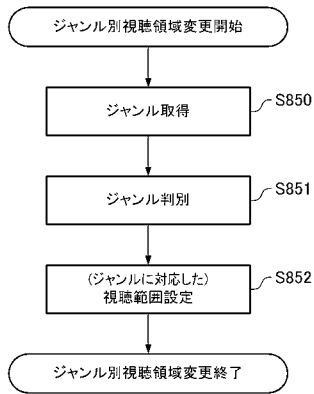 ジャンル別視聴領域変更開始
ジャンル取得
S850
ジャンル判別
S851
(ジャンルに対応した)
視聴範囲設定
S852
ジャンル別視聴領域変更終了